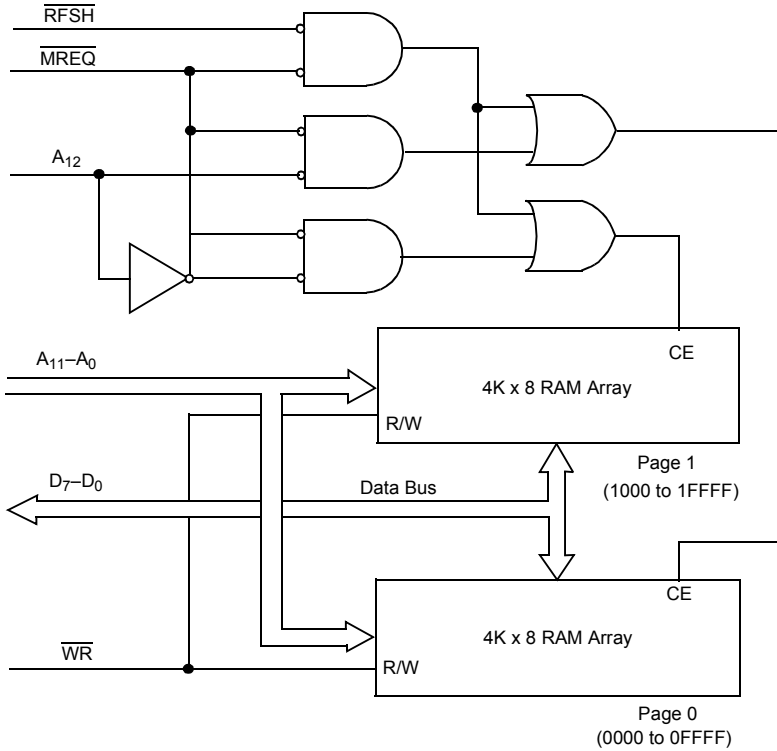 RFSH
MREQ
A12
A11–A0
CE
4K x 8 RAM Array
R/W
Page 1
(1000 to 1FFFF)
D7–D0
Data Bus
CE
4K x 8 RAM Array
WR
R/W
Page 0
(0000 to 0FFFF)